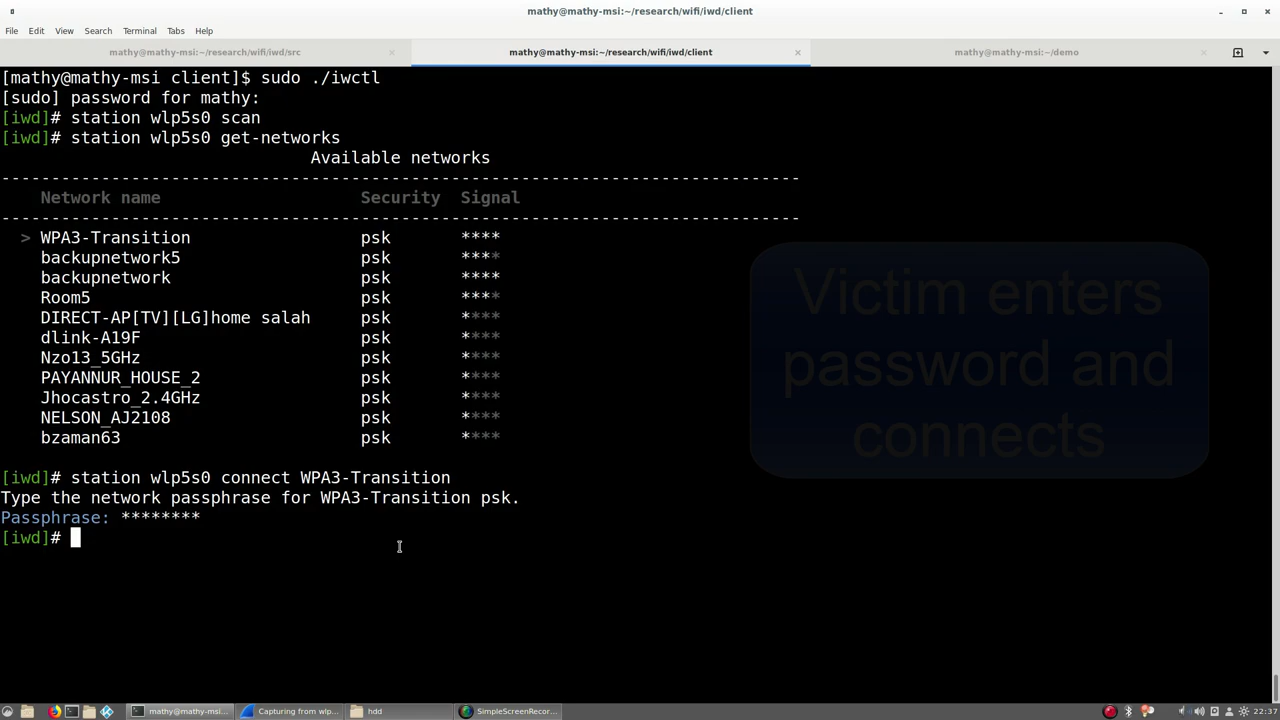 mathy@mathy-msi:~/research/wifi/iwd/client
File Edit View Search Terminal Tabs Help
mathy@mathy-msi:~/research/wifi/iwd/src
mathy@mathy-msi:~/research/wifi/iwd/client
mathy@mathy-msi:~/demo
[mathy@mathy-msi client]$ sudo ./iwctl
[sudo] password for mathy:
[iwd]# station wlp5s0 scan
[iwd]# station wlp5s0 get-networks
Available networks
--------------------------------------------------------------------------------
Network name Security Signal
--------------------------------------------------------------------------------
> WPA3-Transition psk ****
backupnetwork5 psk ****
backupnetwork psk ****
Room5 psk ****
DIRECT-AP[TV][LG]home salah psk ****
dlink-A19F psk ****
Nzo13_5GHz psk ****
PAYANNUR_HOUSE_2 psk ****
Jhocastro_2.4GHz psk ****
NELSON_AJ2108 psk ****
bzaman63 psk ****
[iwd]# station wlp5s0 connect WPA3-Transition
Type the network passphrase for WPA3-Transition psk.
Passphrase: ********
[iwd]#
Victim enters
password and
connects
mathy@mathy-msi:...
Capturing from wlp...
hdd
SimpleScreenRecor...
22:37